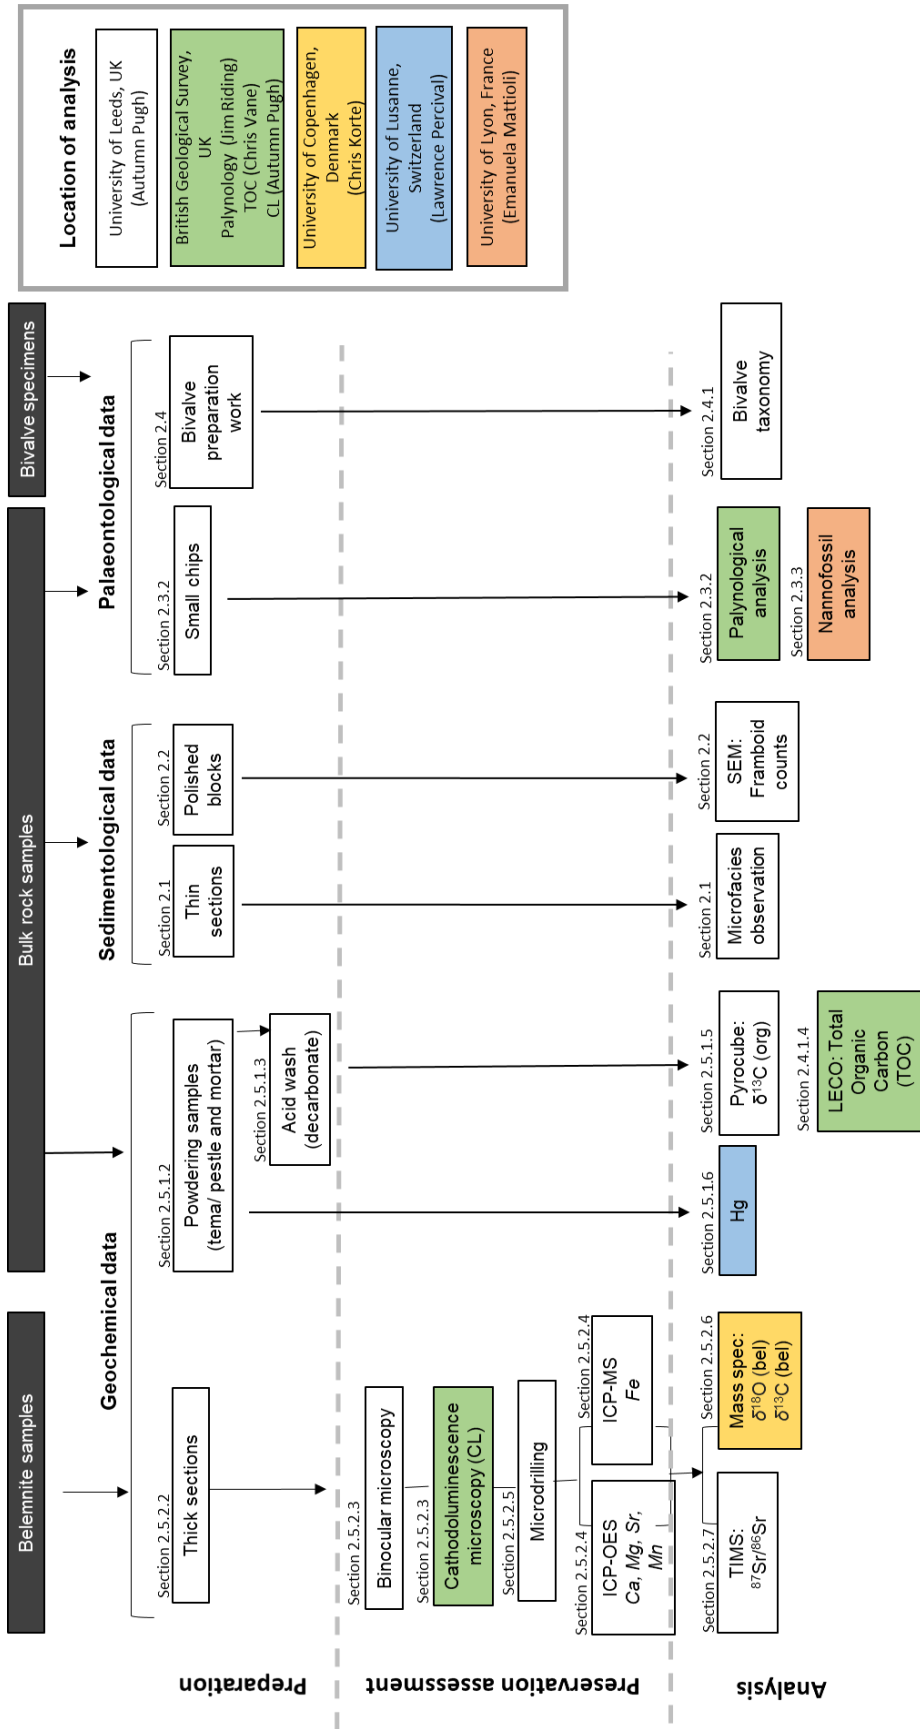 Belemnite samples
Bulk rock samples
Bivalve specimens
Geochemical data
Sedimentological data
Palaeontological data
Preparation
Section 2.5.2.2
Thick sections
Section 2.5.1.2
Powdering samples
(tema/ pestle and mortar)
Section 2.5.1.3
Acid wash
(decarbonate)
Section 2.1
Thin
sections
Section 2.2
Polished
blocks
Section 2.3.2
Small chips
Section 2.4
Bivalve
preparation
work
Preservation assessment
Section 2.5.2.3
Binocular microscopy
Section 2.5.2.3
Cathodoluminescence
microscopy (CL)
Section 2.5.2.5
Microdrilling
Section 2.5.2.4
ICP-OES
Ca, Mg, Sr,
Mn
Section 2.5.2.4
ICP-MS
Fe
Analysis
Section 2.5.2.7
TIMS:
⁸⁷Sr/⁸⁶Sr
Section 2.5.2.6
Mass spec:
δ¹⁸O (bel)
δ¹³C (bel)
Section 2.5.1.6
Hg
Section 2.5.1.5
Pyrocube:
δ¹³C (org)
Section 2.4.1.4
LECO: Total
Organic
Carbon
(TOC)
Section 2.1
Microfacies
observation
Section 2.2
SEM:
Framboid
counts
Section 2.3.2
Palynological
analysis
Section 2.3.3
Nannofossil
analysis
Section 2.4.1
Bivalve
taxonomy
Location of analysis
University of Leeds, UK
(Autumn Pugh)
British Geological Survey,
UK
Palynology (Jim Riding)
TOC (Chris Vane)
CL (Autumn Pugh)
University of Copenhagen,
Denmark
(Chris Korte)
University of Lusanne,
Switzerland
(Lawrence Percival)
University of Lyon, France
(Emanuela Mattioli)